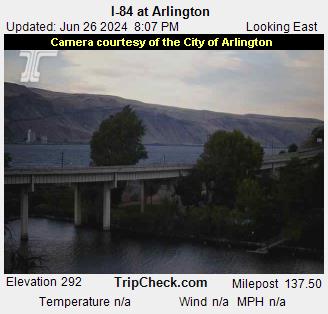 I-84 at Arlington
Updated: Jun 26 2024 8:07 PM Looking East
Camera courtesy of the City of Arlington
Elevation 292 TripCheck.com Milepost 137.50
Temperature n/a Wind n/a MPH n/a